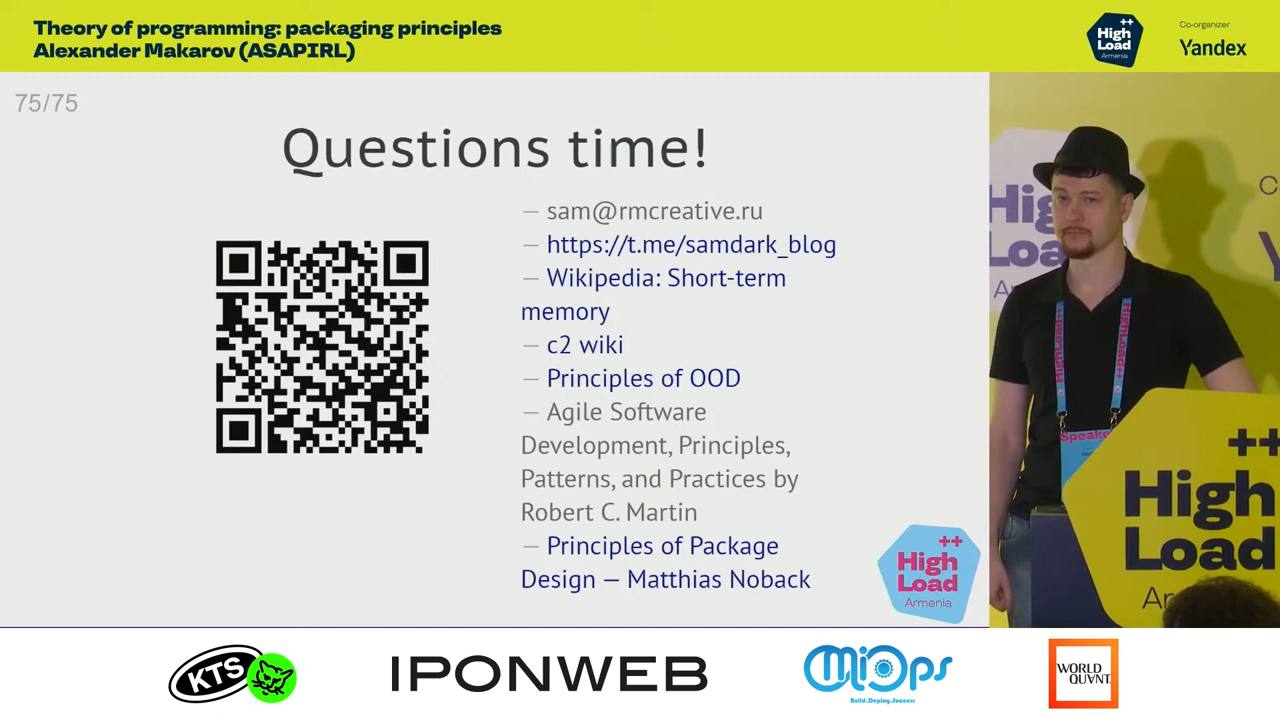 Theory of programming: packaging principles
Alexander Makarov (ASAPIRL)
++
High
Load
Armenia
Co-organizer
Yandex
75/75
Questions time!
— sam@rmcreative.ru
— https://t.me/samdark_blog
— Wikipedia: Short-term
memory
— c2 wiki
— Principles of OOD
— Agile Software
Development, Principles,
Patterns, and Practices by
Robert C. Martin
— Principles of Package
Design — Matthias Noback
++
High
Load
Armenia
Speaker
++
High
Load
KTS
IPONWEB
MiOps
Build.Deploy.Success
WORLD
QUANT